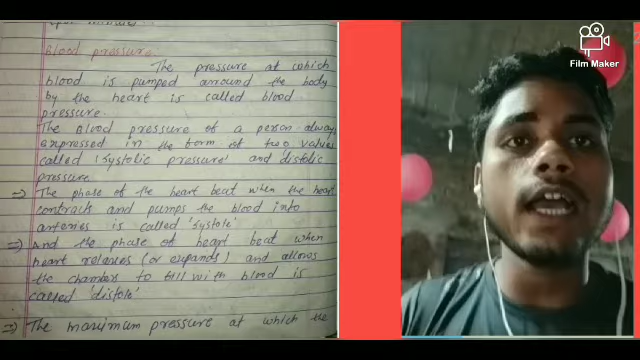 Blood pressure.
The pressure at which
blood is pumped arround the body
by the heart is called blood
pressure.
The Blood pressure of a person alway
expressed in the form of two values
called 'Systolic pressure' and distolic
pressure.
⇒ The phase of the heart beat when the heart
contracts and pumps the blood into
arteries is called 'systole'
⇒ And the phase of heart beat when
heart relaxes (or expands) and allows
the chambers to fill with blood is
called 'distole'
⇒ The maximum pressure at which the
Film Maker